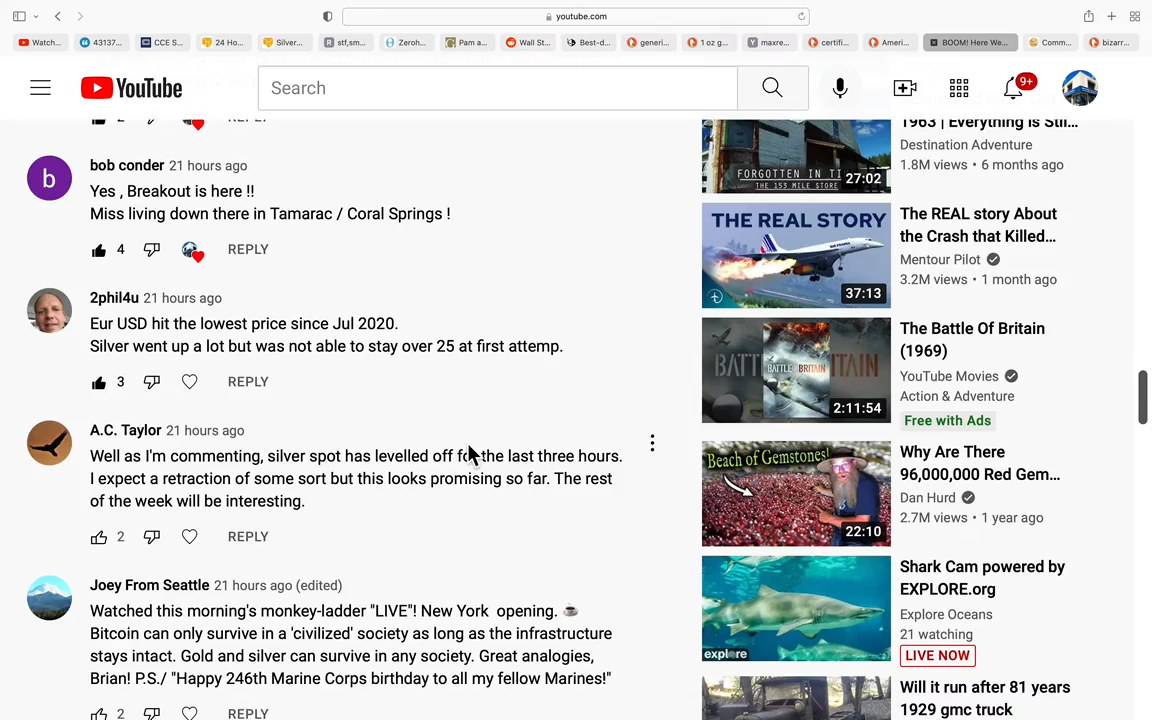 youtube.com
Watch...
43137...
CCE S...
24 Ho...
Silver...
stf,sm...
Zeroh...
Pam a...
Wall St...
Best-d...
generi...
1 oz g...
maxre...
certifi...
Ameri...
BOOM! Here We...
Comm...
bizarr...
YouTube
Search
9+
2
REPLY
bob conder 21 hours ago
Yes , Breakout is here !!
Miss living down there in Tamarac / Coral Springs !
4
REPLY
2phil4u 21 hours ago
Eur USD hit the lowest price since Jul 2020.
Silver went up a lot but was not able to stay over 25 at first attemp.
3
REPLY
A.C. Taylor 21 hours ago
Well as I'm commenting, silver spot has levelled off for the last three hours.
I expect a retraction of some sort but this looks promising so far. The rest
of the week will be interesting.
2
REPLY
Joey From Seattle 21 hours ago (edited)
Watched this morning's monkey-ladder "LIVE"! New York opening. ☕
Bitcoin can only survive in a 'civilized' society as long as the infrastructure
stays intact. Gold and silver can survive in any society. Great analogies,
Brian! P.S./ "Happy 246th Marine Corps birthday to all my fellow Marines!"
2
REPLY
FORGOTTEN IN TI
THE 153 MILE STORE
27:02
1963 | Everything Is Stil...
Destination Adventure
1.8M views • 6 months ago
THE REAL STORY
37:13
The REAL story About
the Crash that Killed...
Mentour Pilot
3.2M views • 1 month ago
BATTLE OF BRITAIN
2:11:54
The Battle Of Britain
(1969)
YouTube Movies
Action & Adventure
Free with Ads
Beach of Gemstones!
22:10
Why Are There
96,000,000 Red Gem...
Dan Hurd
2.7M views • 1 year ago
explore
Shark Cam powered by
EXPLORE.org
Explore Oceans
21 watching
LIVE NOW
Will it run after 81 years
1929 gmc truck